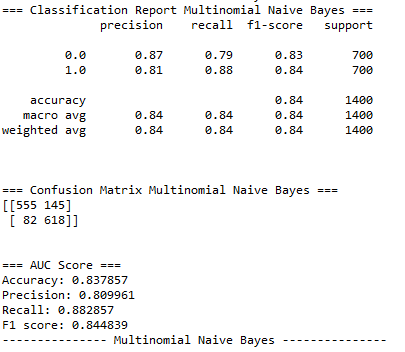 === Classification Report Multinomial Naive Bayes ===
              precision    recall  f1-score   support

         0.0       0.87      0.79      0.83       700
         1.0       0.81      0.88      0.84       700

    accuracy                           0.84      1400
   macro avg       0.84      0.84      0.84      1400
weighted avg       0.84      0.84      0.84      1400

=== Confusion Matrix Multinomial Naive Bayes ===
[[555 145]
 [ 82 618]]

=== AUC Score ===
Accuracy: 0.837857
Precision: 0.809961
Recall: 0.882857
F1 score: 0.844839
--------------- Multinomial Naive Bayes ---------------